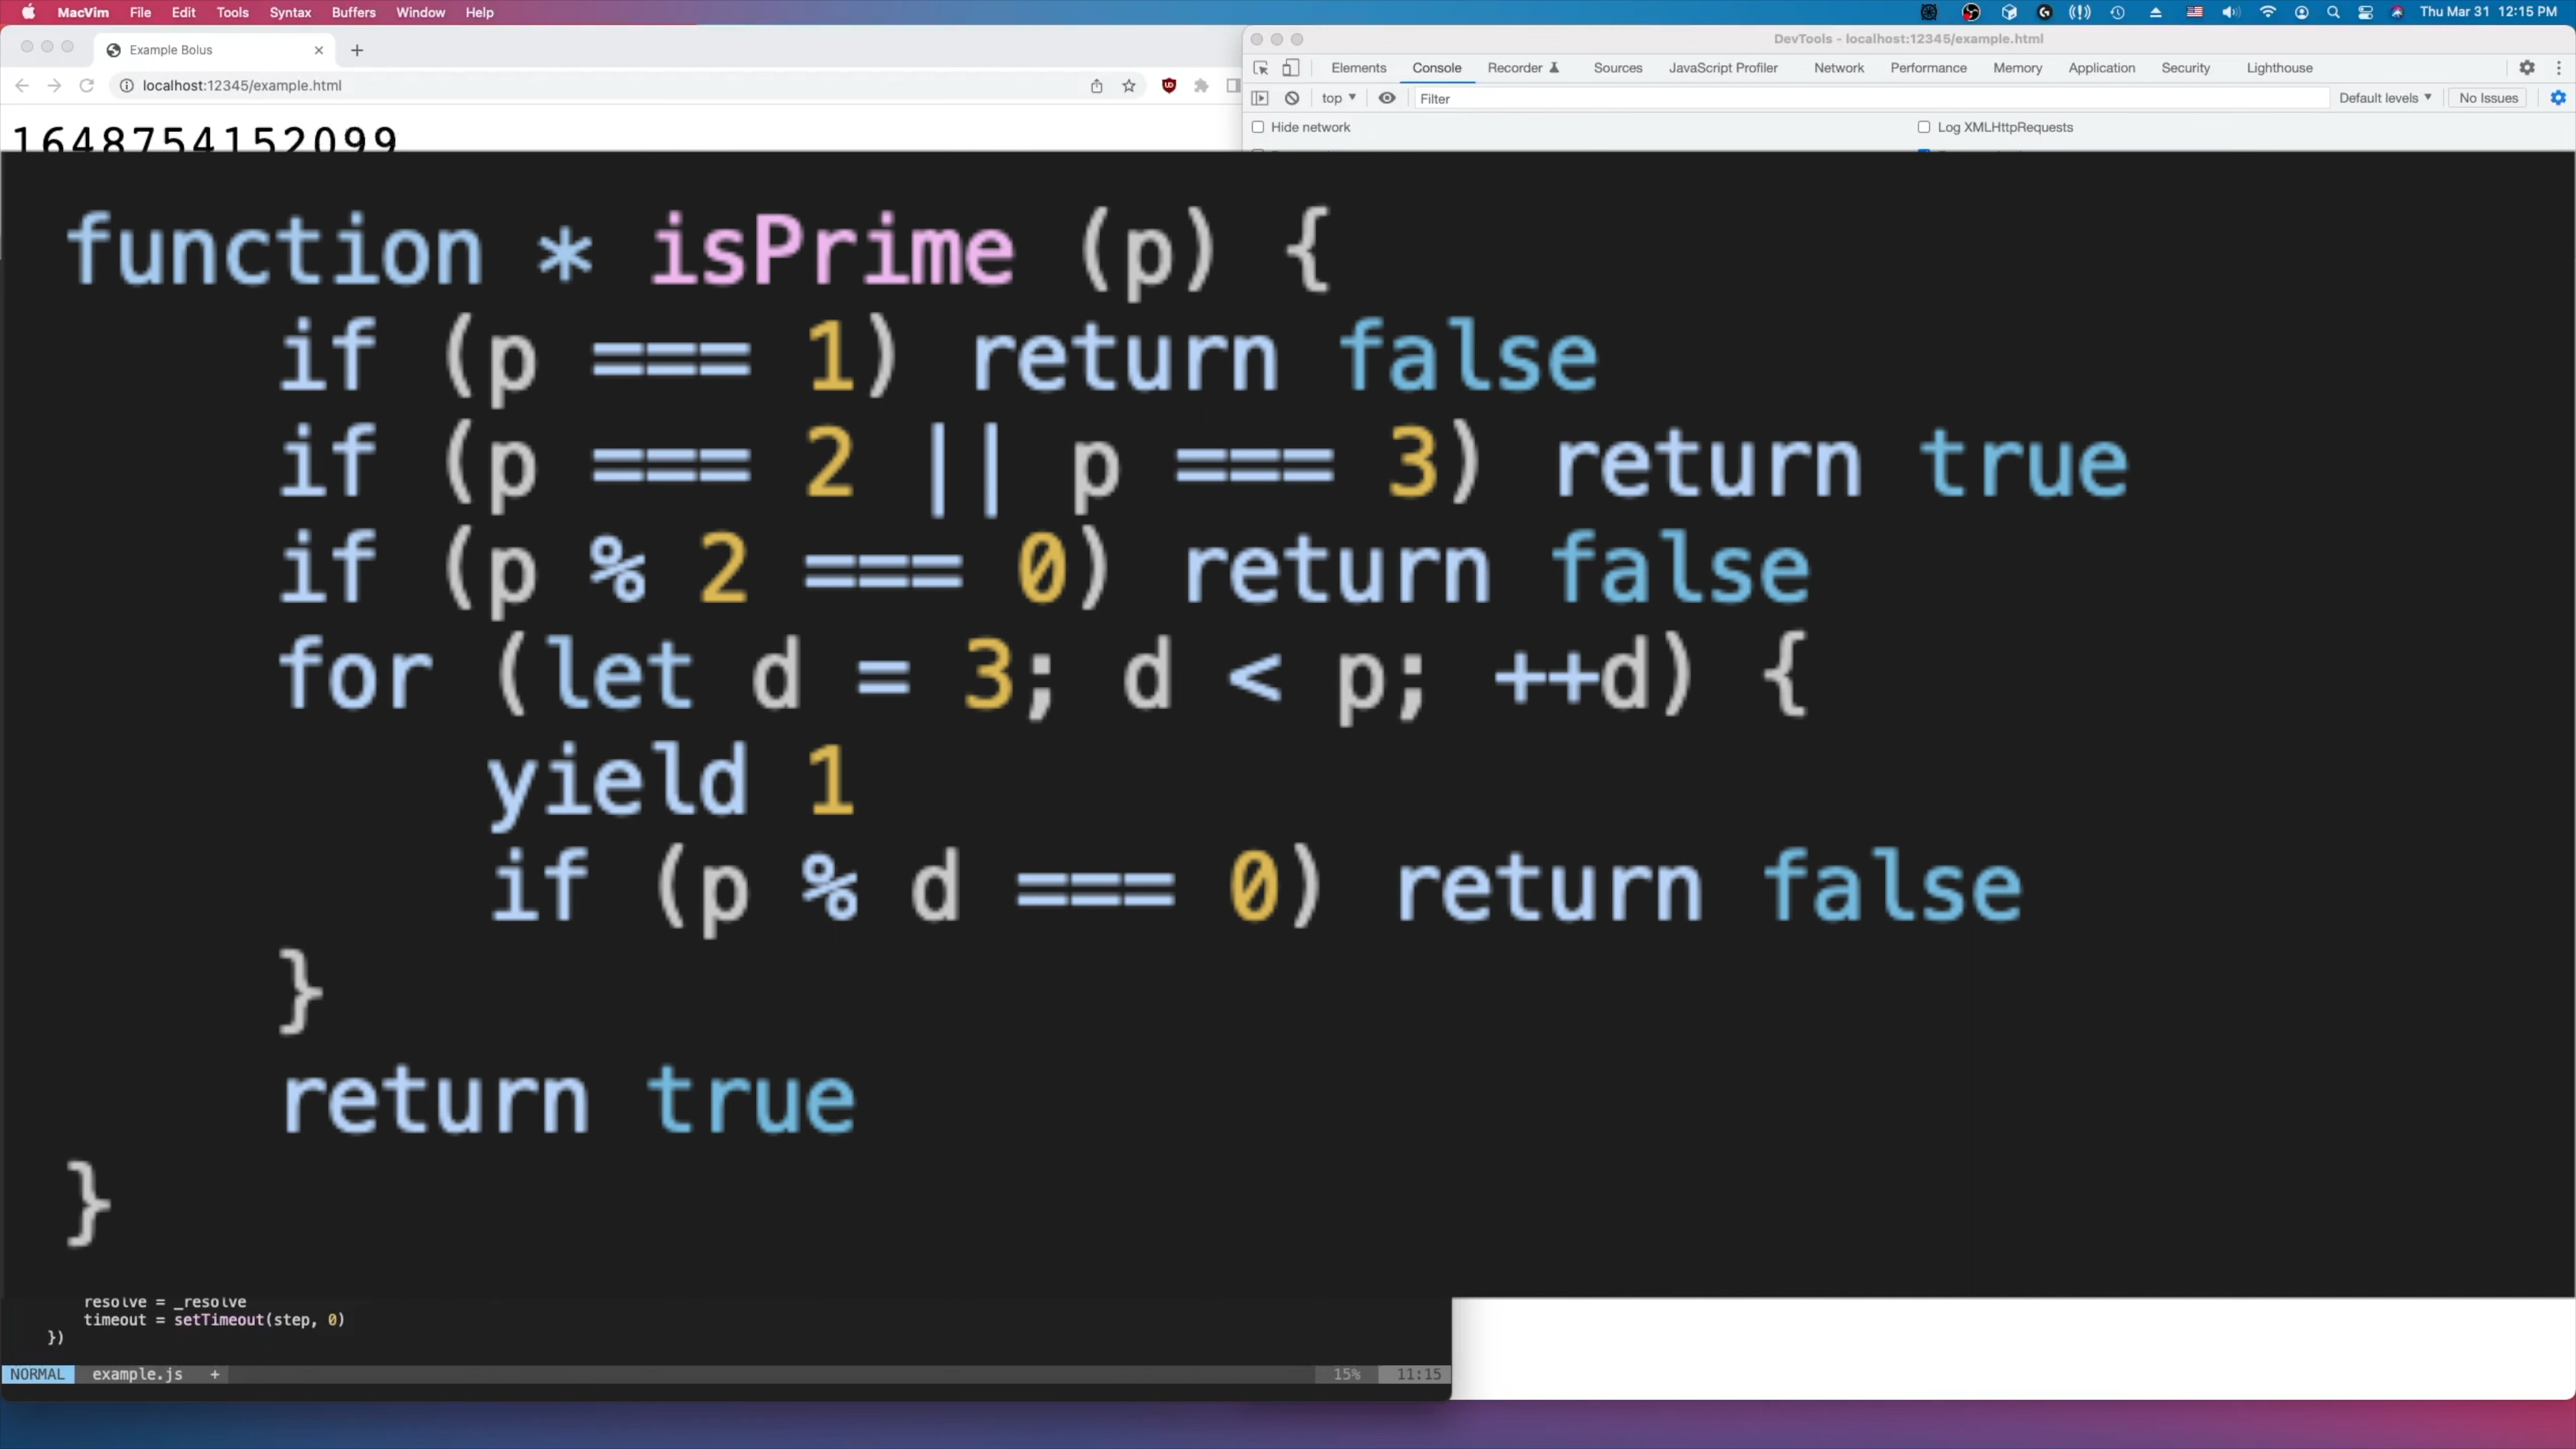 MacVim File Edit Tools Syntax Buffers Window Help Thu Mar 31 12:15 PM
Example Bolus
DevTools - localhost:12345/example.html
localhost:12345/example.html
Elements Console Recorder Sources JavaScript Profiler Network Performance Memory Application Security Lighthouse
top Filter Default levels No Issues
Hide network Log XMLHttpRequests
1648754152099
function * isPrime (p) {
if (p === 1) return false
if (p === 2 || p === 3) return true
if (p % 2 === 0) return false
for (let d = 3; d < p; ++d) {
yield 1
if (p % d === 0) return false
}
return true
}
resolve = _resolve
timeout = setTimeout(step, 0)
})
NORMAL example.js + 15% 11:15